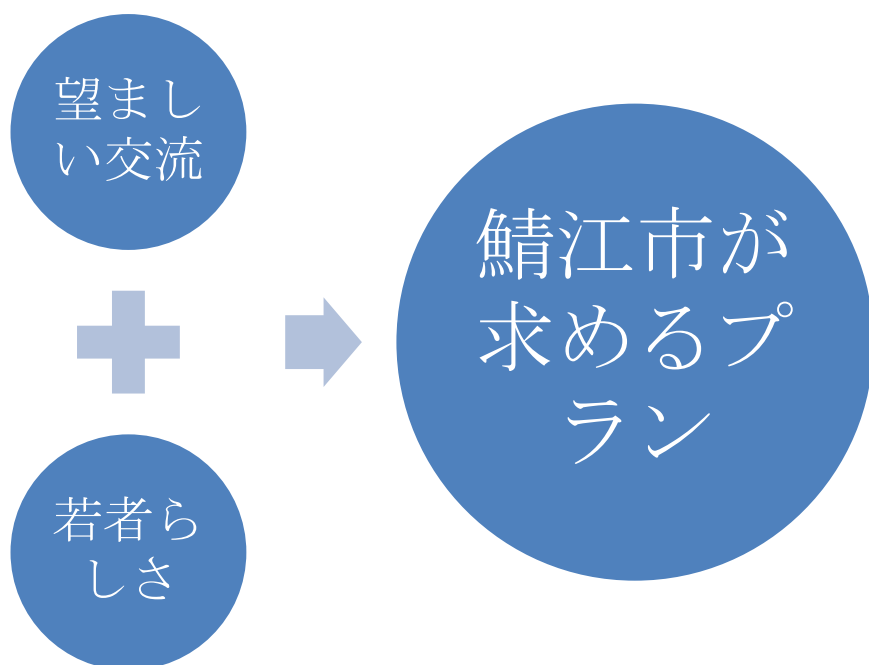 望まし
い交流
若者ら
しさ
鯖江市が
求めるプ
ラン